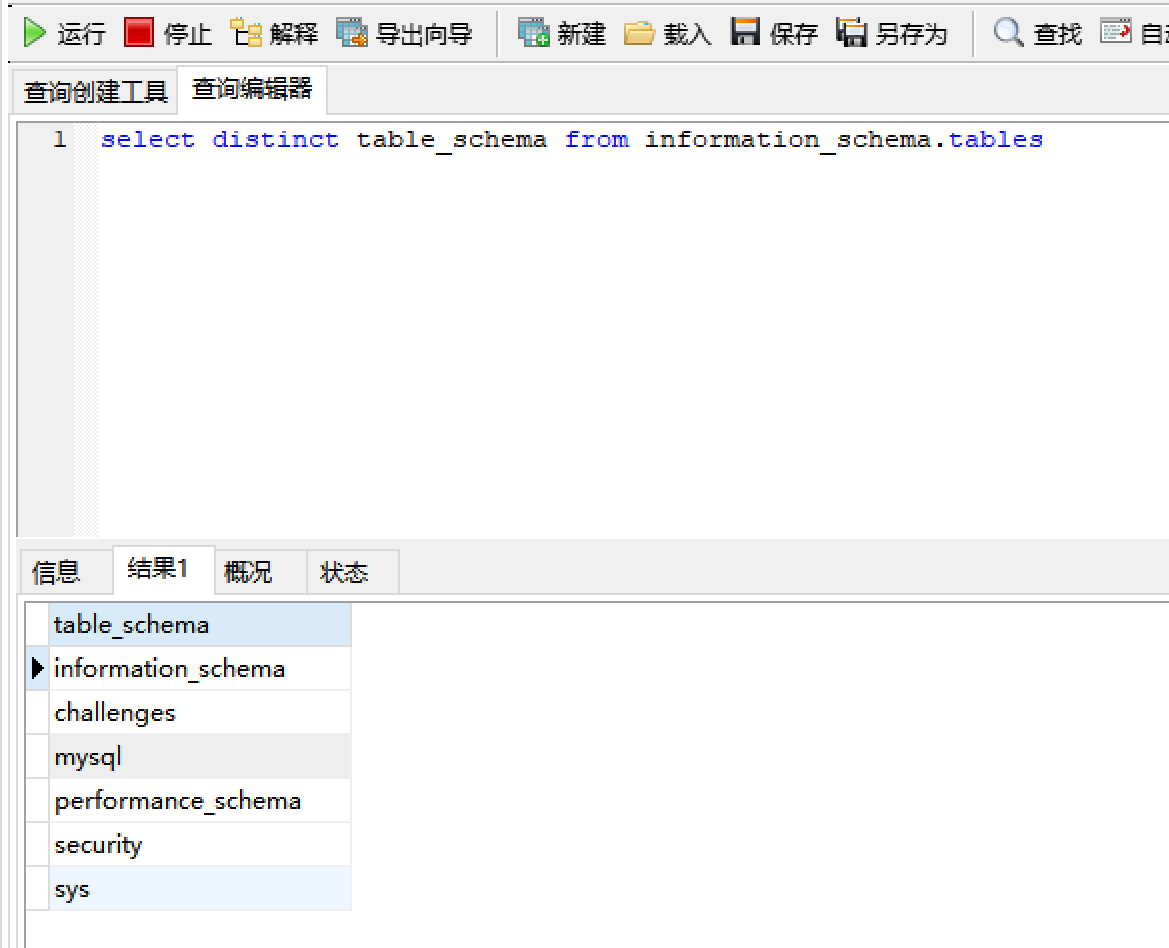 运行 停止 解释 导出向导 新建 载入 保存 另存为 查找
查询创建工具 查询编辑器
1 select distinct table_schema from information_schema.tables
信息 结果1 概况 状态
table_schema
information_schema
challenges
mysql
performance_schema
security
sys